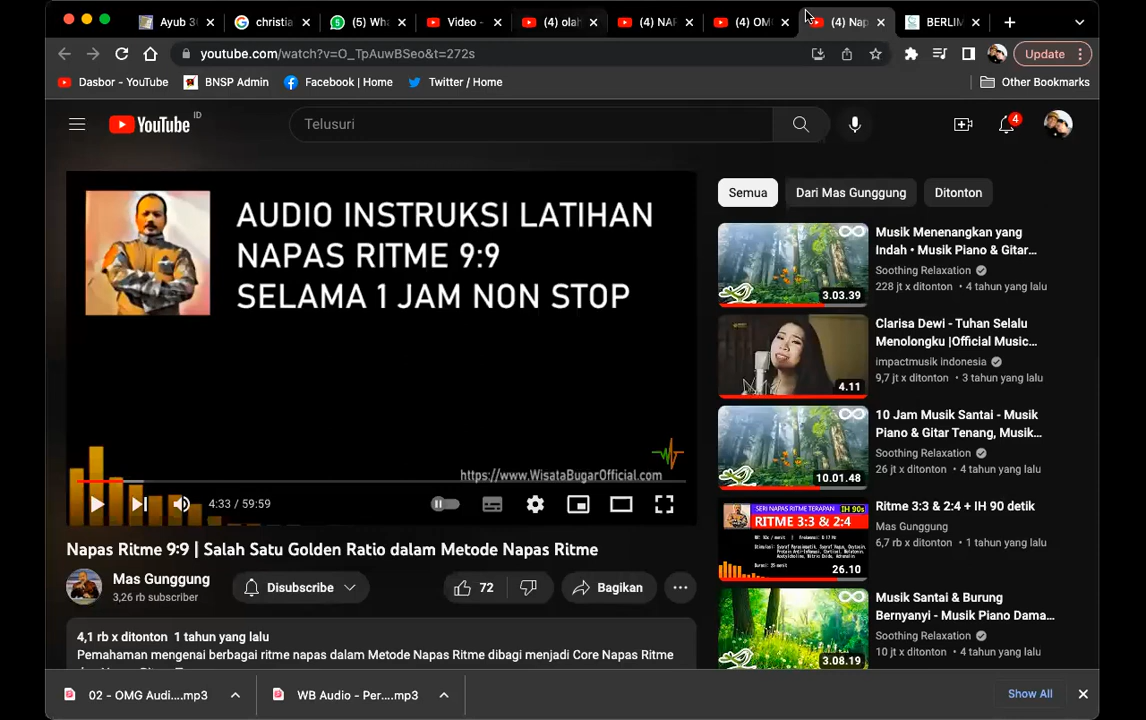 Ayub 3
christia
(5) Wha
Video -
(4) olah
(4) NAP
(4) OM
(4) Nap
BERLIM
youtube.com/watch?v=O_TpAuwBSeo&t=272s
Update
Dasbor - YouTube
BNSP Admin
Facebook | Home
Twitter / Home
Other Bookmarks
YouTube ID
Telusuri
4
AUDIO INSTRUKSI LATIHAN
NAPAS RITME 9:9
SELAMA 1 JAM NON STOP
https://www.WisataBugarOfficial.com
4:33 / 59:59
Napas Ritme 9:9 | Salah Satu Golden Ratio dalam Metode Napas Ritme
Mas Gunggung
3,26 rb subscriber
Disubscribe
72
Bagikan
4,1 rb x ditonton 1 tahun yang lalu
Pemahaman mengenai berbagai ritme napas dalam Metode Napas Ritme dibagi menjadi Core Napas Ritme
Semua
Dari Mas Gunggung
Ditonton
3.03.39
Musik Menenangkan yang
Indah • Musik Piano & Gitar...
Soothing Relaxation
228 jt x ditonton • 4 tahun yang lalu
4.11
Clarisa Dewi - Tuhan Selalu
Menolongku |Official Music...
impactmusik indonesia
9,7 jt x ditonton • 3 tahun yang lalu
10.01.48
10 Jam Musik Santai - Musik
Piano & Gitar Tenang, Musik...
Soothing Relaxation
26 jt x ditonton • 4 tahun yang lalu
SERI NAPAS RITME TERAPAN
IH 90s
RITME 3:3 & 2:4
26.10
Ritme 3:3 & 2:4 + IH 90 detik
Mas Gunggung
6,7 rb x ditonton • 1 tahun yang lalu
3.08.19
Musik Santai & Burung
Bernyanyi - Musik Piano Dama...
Soothing Relaxation
10 jt x ditonton • 4 tahun yang lalu
02 - OMG Audi....mp3
WB Audio - Per....mp3
Show All